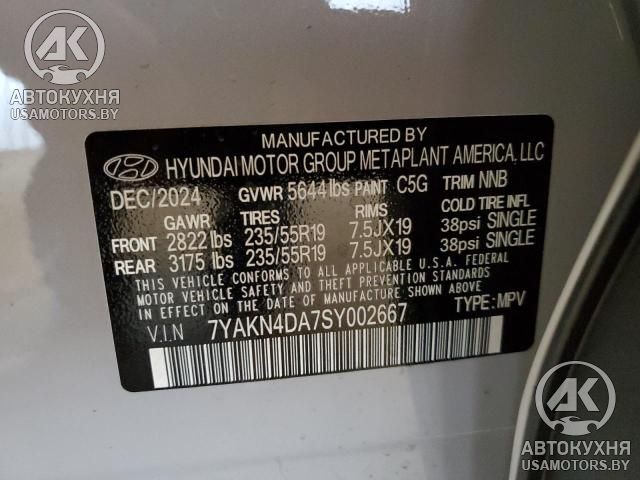 АК
АВТОКУХНЯ
USAMOTORS.BY
MANUFACTURED BY
HYUNDAI MOTOR GROUP METAPLANT AMERICA, LLC
DEC/2024 GVWR 5644 lbs PAINT C5G TRIM NNB
GAWR TIRES RIMS COLD TIRE INFL
FRONT 2822 lbs 235/55R19 7.5JX19 38psi SINGLE
REAR 3175 lbs 235/55R19 7.5JX19 38psi SINGLE
THIS VEHICLE CONFORMS TO ALL APPLICABLE U.S.A. FEDERAL
MOTOR VEHICLE SAFETY AND THEFT PREVENTION STANDARDS
IN EFFECT ON THE DATE OF MANUFACTURE SHOWN ABOVE.
V.I.N 7YAKN4DA7SY002667 TYPE: MPV
АК
АВТОКУХНЯ
USAMOTORS.BY